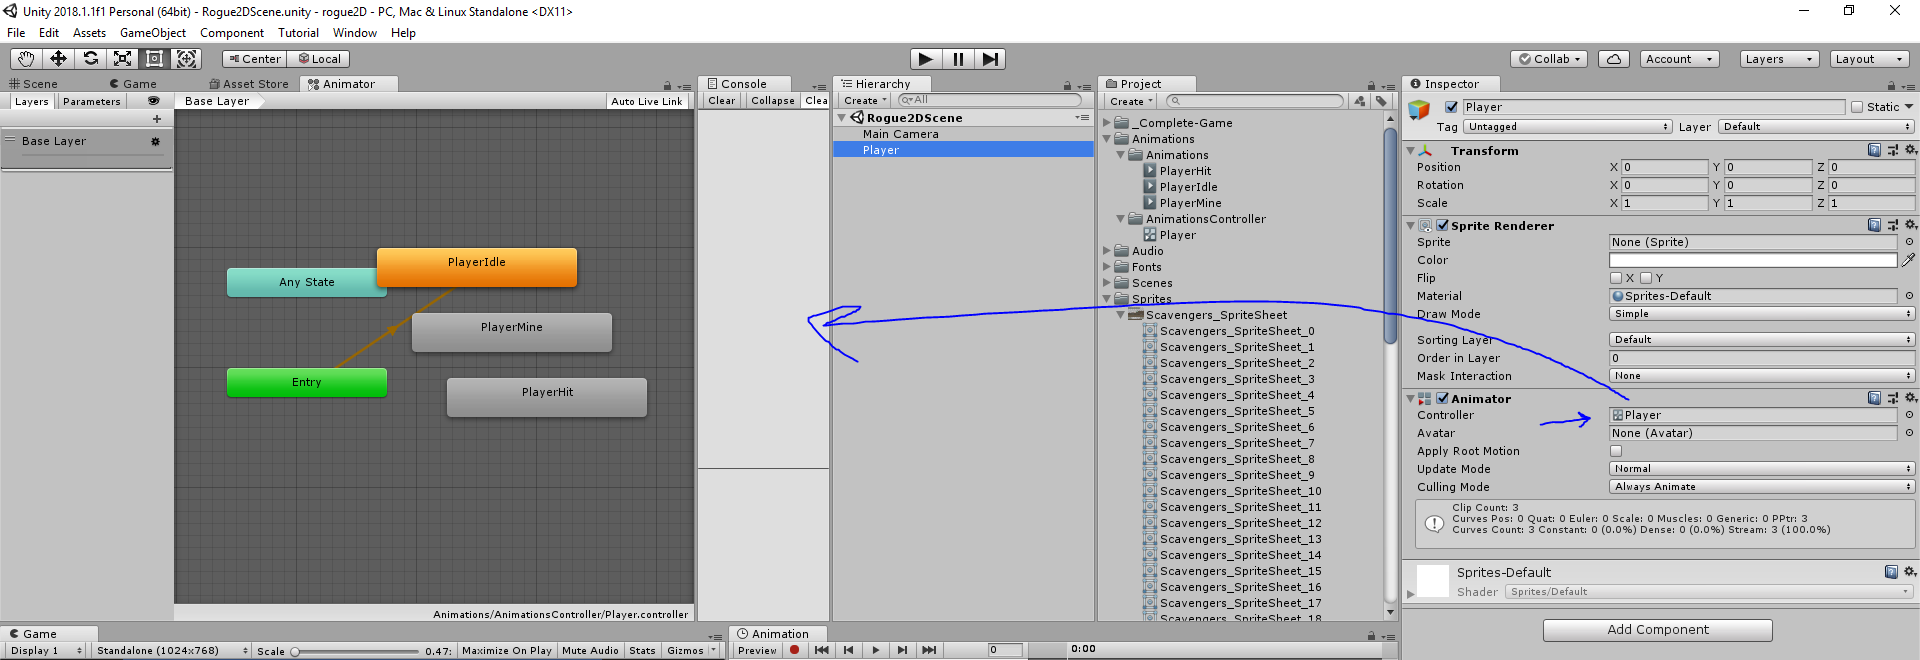 Unity 2018.1.1f1 Personal (64bit) - Rogue2DScene.unity - rogue2D - PC, Mac & Linux Standalone <DX11>
File Edit Assets GameObject Component Tutorial Window Help
Center Local Collab Account Layers Layout
Scene Game Asset Store Animator
Layers Parameters Base Layer Auto Live Link
Base Layer
Any State
PlayerIdle
PlayerMine
Entry
PlayerHit
Animations/AnimationsController/Player.controller
Console
Clear Collapse Clea
Hierarchy
Create All
Rogue2DScene
Main Camera
Player
Project
Create
_Complete-Game
Animations
Animations
PlayerHit
PlayerIdle
PlayerMine
AnimationsController
Player
Audio
Fonts
Scenes
Sprites
Scavengers_SpriteSheet
Scavengers_SpriteSheet_0
Scavengers_SpriteSheet_1
Scavengers_SpriteSheet_2
Scavengers_SpriteSheet_3
Scavengers_SpriteSheet_4
Scavengers_SpriteSheet_5
Scavengers_SpriteSheet_6
Scavengers_SpriteSheet_7
Scavengers_SpriteSheet_8
Scavengers_SpriteSheet_9
Scavengers_SpriteSheet_10
Scavengers_SpriteSheet_11
Scavengers_SpriteSheet_12
Scavengers_SpriteSheet_13
Scavengers_SpriteSheet_14
Scavengers_SpriteSheet_15
Scavengers_SpriteSheet_16
Scavengers_SpriteSheet_17
Scavengers_SpriteSheet_18
Inspector
Player Static
Tag Untagged Layer Default
Transform
Position X 0 Y 0 Z 0
Rotation X 0 Y 0 Z 0
Scale X 1 Y 1 Z 1
Sprite Renderer
Sprite None (Sprite)
Color
Flip X Y
Material Sprites-Default
Draw Mode Simple
Sorting Layer Default
Order in Layer 0
Mask Interaction None
Animator
Controller Player
Avatar None (Avatar)
Apply Root Motion
Update Mode Normal
Culling Mode Always Animate
Clip Count: 3
Curves Pos: 0 Quat: 0 Euler: 0 Scale: 0 Muscles: 0 Generic: 0 PPtr: 3
Curves Count: 3 Constant: 0 (0.0%) Dense: 0 (0.0%) Stream: 3 (100.0%)
Sprites-Default
Shader Sprites/Default
Add Component
Game
Display 1 Standalone (1024x768) Scale 0.47: Maximize On Play Mute Audio Stats Gizmos
Animation
Preview 0 0:00